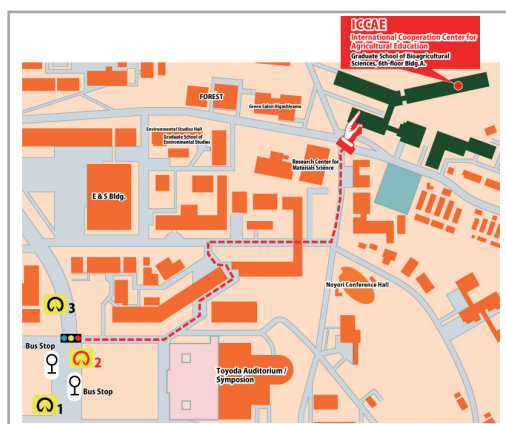 ICCAE
International Cooperation Center for
Agricultural Education
Graduate School of Bioagricultural
Sciences, 6th-floor Bldg.A.
FOREST
Green Salon Higashiyama
Environmental Studies Hall
Graduate School of
Environmental Studies
Research Center for
Materials Science
E & S Bldg.
Noyori Conference Hall
3
Bus Stop
2
Bus Stop
1
Toyoda Auditorium /
Symposion